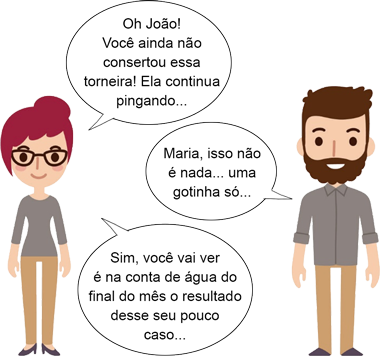 Oh João!
Você ainda não
consertou essa
torneira! Ela continua
pingando...
Maria, isso não
é nada... uma
gotinha só...
Sim, você vai ver
é na conta de água do
final do mês o resultado
desse seu pouco
caso...